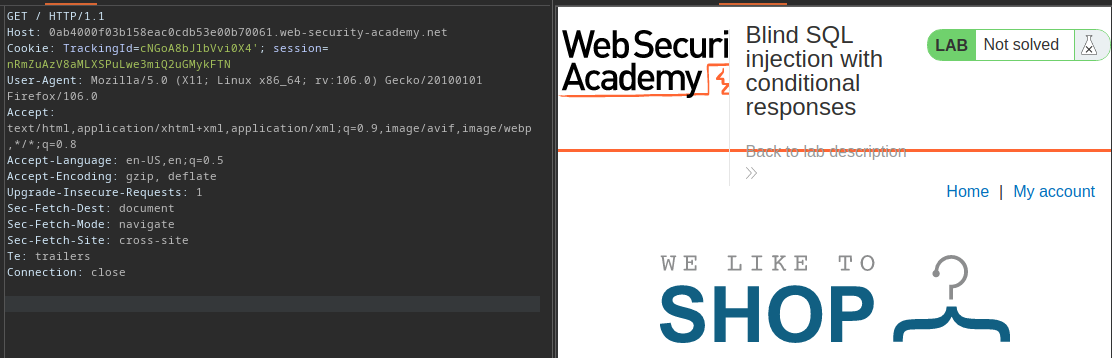 GET / HTTP/1.1
Host: 0ab4000f03b158eac0cdb53e00b70061.web-security-academy.net
Cookie: TrackingId=cNGoA8bJlbVvi0X4'; session=
nRmZuAzV8aMLXSPuLwe3miQ2uGMykFTN
User-Agent: Mozilla/5.0 (X11; Linux x86_64; rv:106.0) Gecko/20100101
Firefox/106.0
Accept:
text/html,application/xhtml+xml,application/xml;q=0.9,image/avif,image/webp
,*/*;q=0.8
Accept-Language: en-US,en;q=0.5
Accept-Encoding: gzip, deflate
Upgrade-Insecure-Requests: 1
Sec-Fetch-Dest: document
Sec-Fetch-Mode: navigate
Sec-Fetch-Site: cross-site
Te: trailers
Connection: close
Web Securi
Academy
Blind SQL
injection with
conditional
responses
Back to lab description
LAB Not solved
Home | My account
WE LIKE TO
SHOP